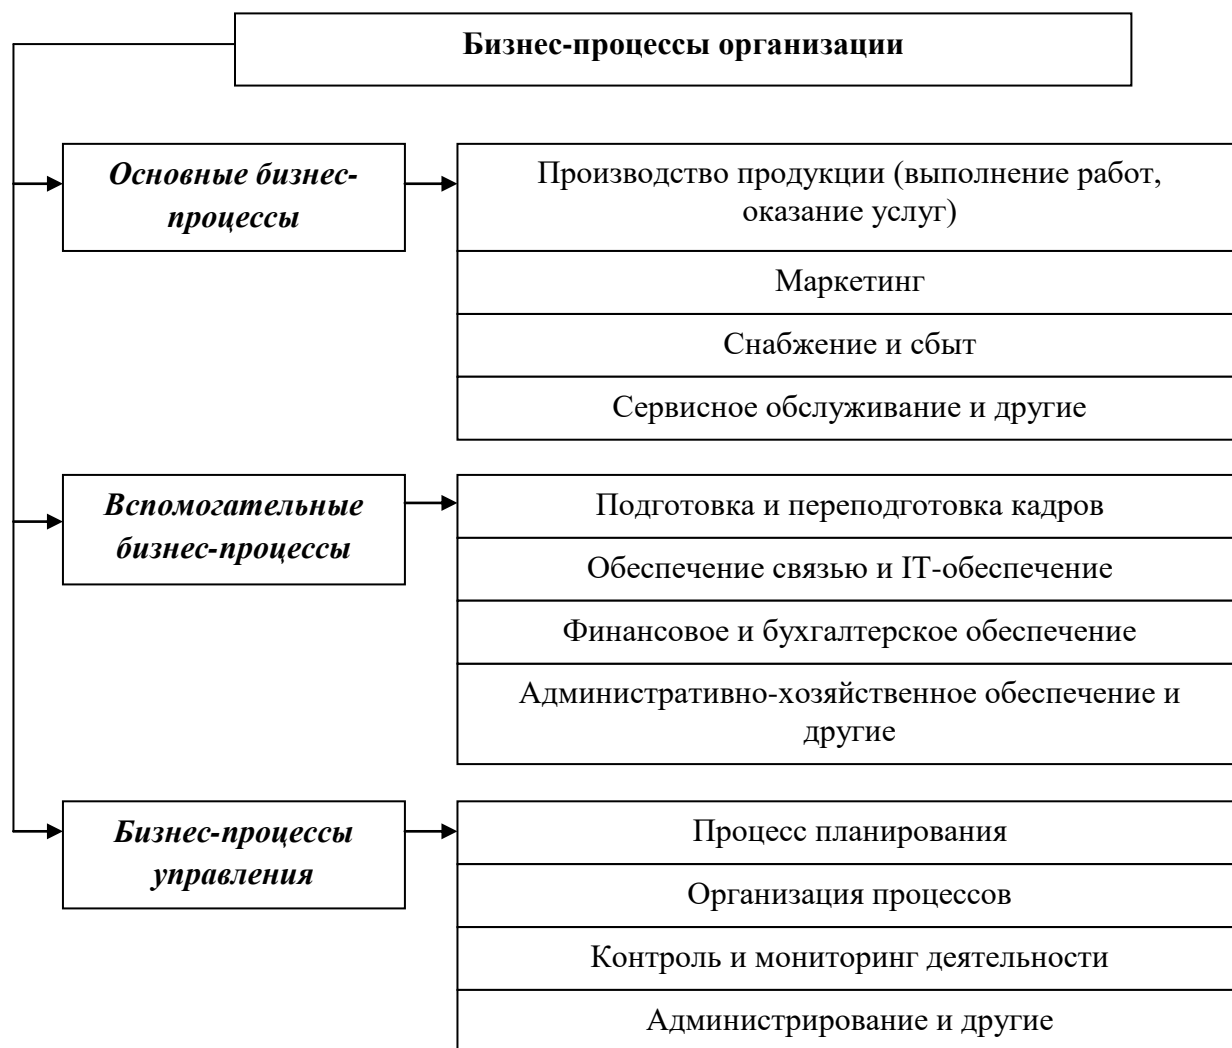 Бизнес-процессы организации
Основные бизнес-
процессы
Производство продукции (выполнение работ,
оказание услуг)
Маркетинг
Снабжение и сбыт
Сервисное обслуживание и другие
Вспомогательные
бизнес-процессы
Подготовка и переподготовка кадров
Обеспечение связью и IT-обеспечение
Финансовое и бухгалтерское обеспечение
Административно-хозяйственное обеспечение и
другие
Бизнес-процессы
управления
Процесс планирования
Организация процессов
Контроль и мониторинг деятельности
Администрирование и другие